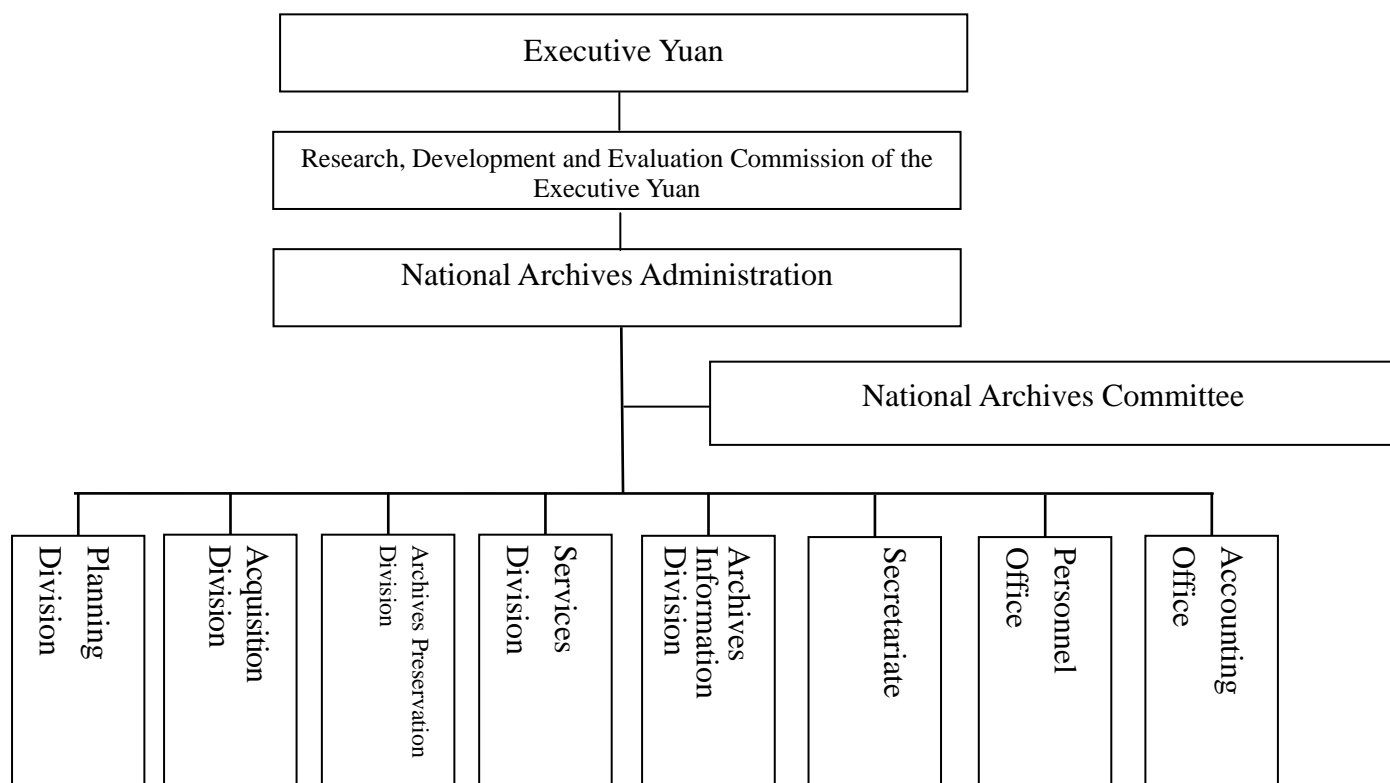 Executive Yuan
Research, Development and Evaluation Commission of the
Executive Yuan
National Archives Administration
National Archives Committee
Planning
Division
Acquisition
Division
Archives Preservation
Division
Services
Division
Archives
Information
Division
Secretariate
Personnel
Office
Accounting
Office